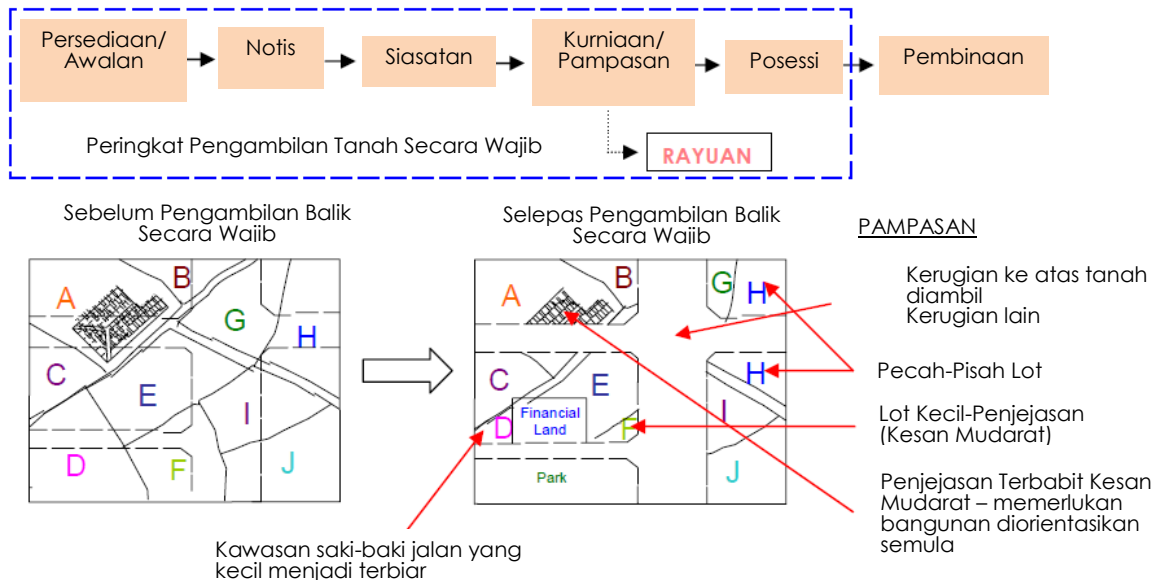 Persediaan/
Awalan
Notis
Siasatan
Kurniaan/
Pampasan
Posessi
Pembinaan
Peringkat Pengambilan Tanah Secara Wajib
RAYUAN
Sebelum Pengambilan Balik
Secara Waiib
A
B
G
H
C
E
I
D
F
J
Selepas Pengambilan Balik
Secara Waiib
A
B
G
H
C
E
H
Financial
Land
D
F
I
Park
J
PAMPASAN
Kerugian ke atas tanah
diambil
Kerugian lain
Pecah-Pisah Lot
Lot Kecil-Penjejasan
(Kesan Mudarat)
Penjejasan Terbabit Kesan
Mudarat – memerlukan
bangunan diorientasikan
semula
Kawasan saki-baki jalan yang
kecil menjadi terbiar